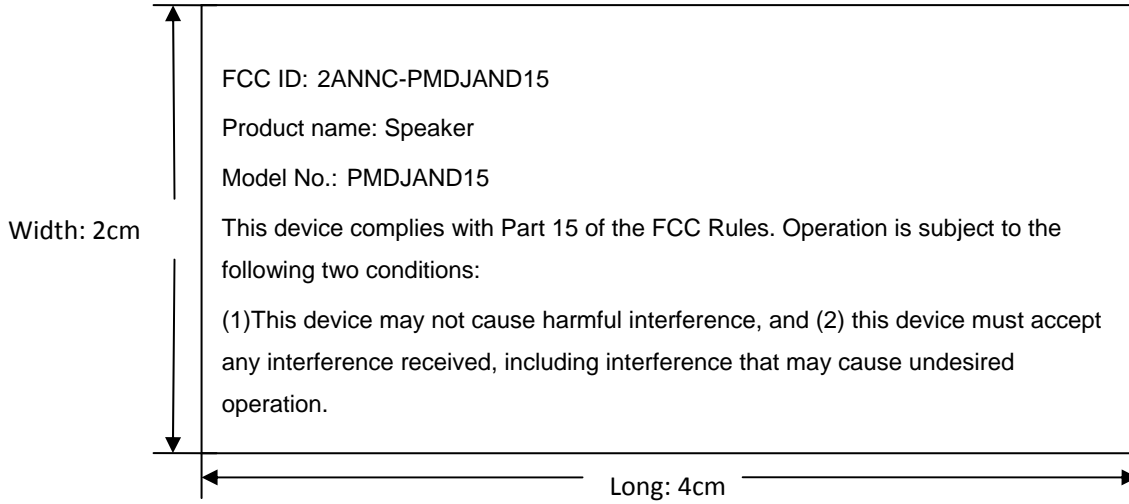 FCC ID: 2ANNC-PMDJAND15
Product name: Speaker
Model No.: PMDJAND15
Width: 2cm
This device complies with Part 15 of the FCC Rules. Operation is subject to the
following two conditions:
(1)This device may not cause harmful interference, and (2) this device must accept
any interference received, including interference that may cause undesired
operation.
Long: 4cm